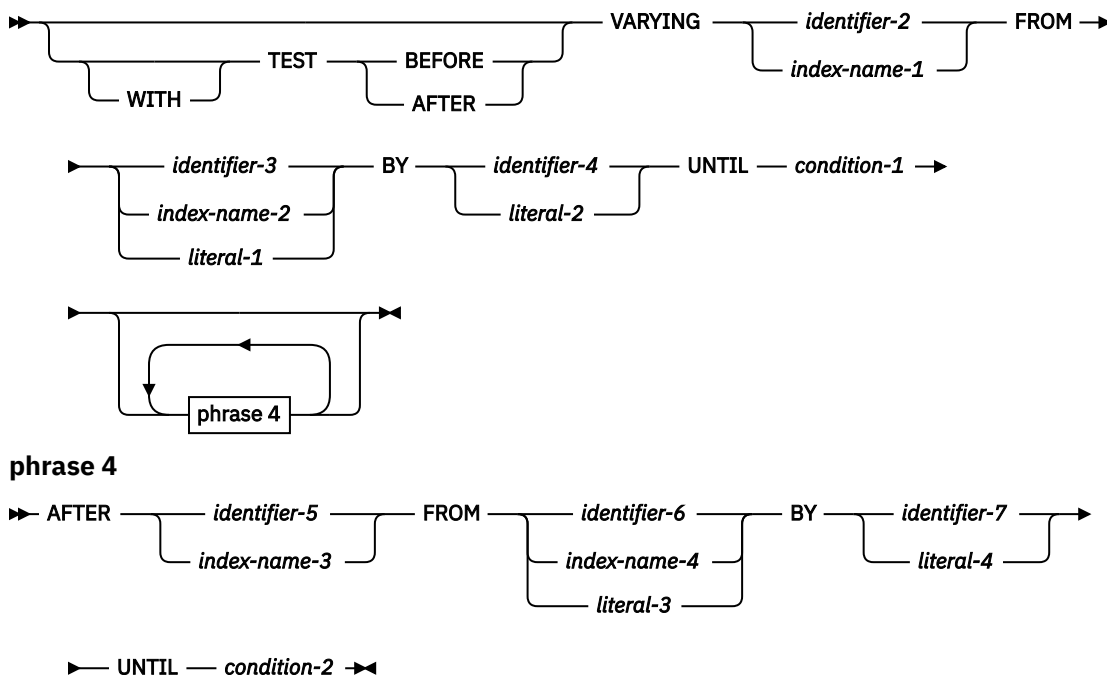 VARYING identifier-2 FROM
TEST BEFORE index-name-1
WITH AFTER
identifier-3 BY identifier-4 UNTIL condition-1
index-name-2 literal-2
literal-1
phrase 4
phrase 4
AFTER identifier-5 FROM identifier-6 BY identifier-7
index-name-3 index-name-4 literal-4
literal-3
UNTIL condition-2